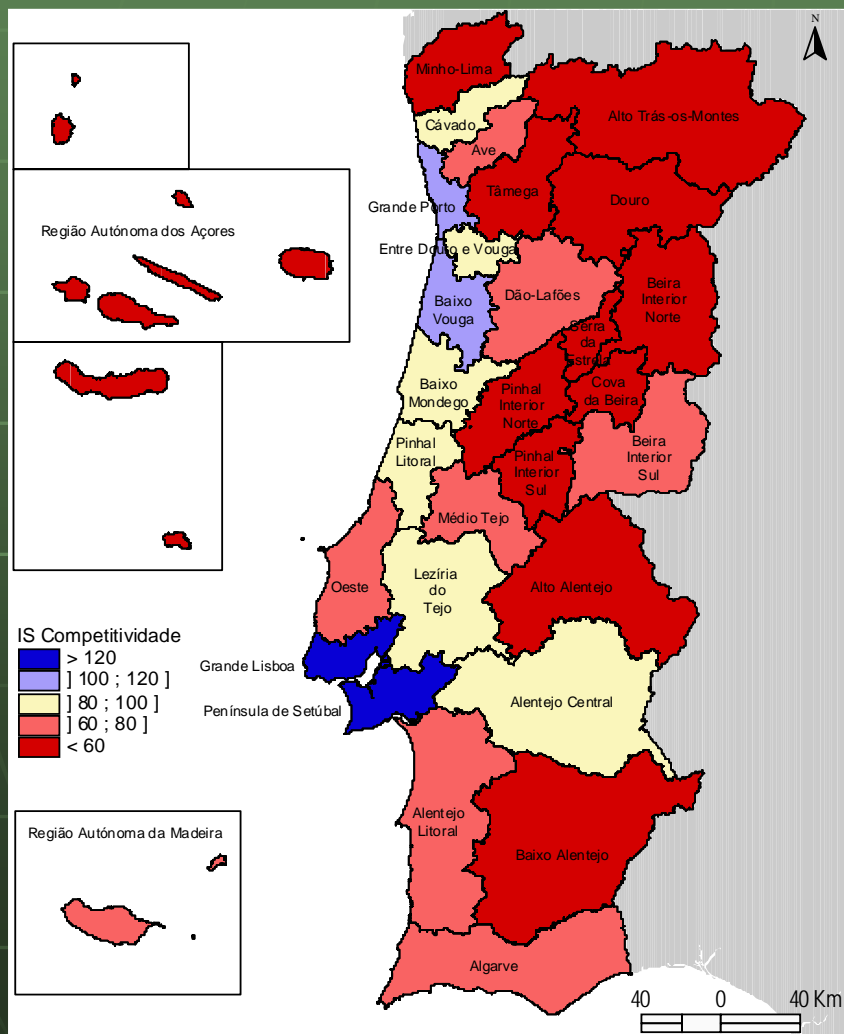 N
Minho-Lima
Alto Trás-os-Montes
Cávado
Ave
Tâmega
Douro
Grande Porto
Região Autónoma dos Açores
Entre Douro e Vouga
Dão-Lafões
Beira
Interior
Norte
Baixo
Vouga
Serra
da
Estrela
Baixo
Mondego
Pinhal
Interior
Norte
Cova
da Beira
Pinhal
Litoral
Pinhal
Interior
Sul
Beira
Interior
Sul
Médio Tejo
Oeste
Lezíria
do
Tejo
Alto Alentejo
IS Competitividade
> 120
] 100 ; 120 ]
] 80 ; 100 ]
] 60 ; 80 ]
< 60
Grande Lisboa
Península de Setúbal
Alentejo Central
Região Autónoma da Madeira
Alentejo
Litoral
Baixo Alentejo
Algarve
40 0 40 Km